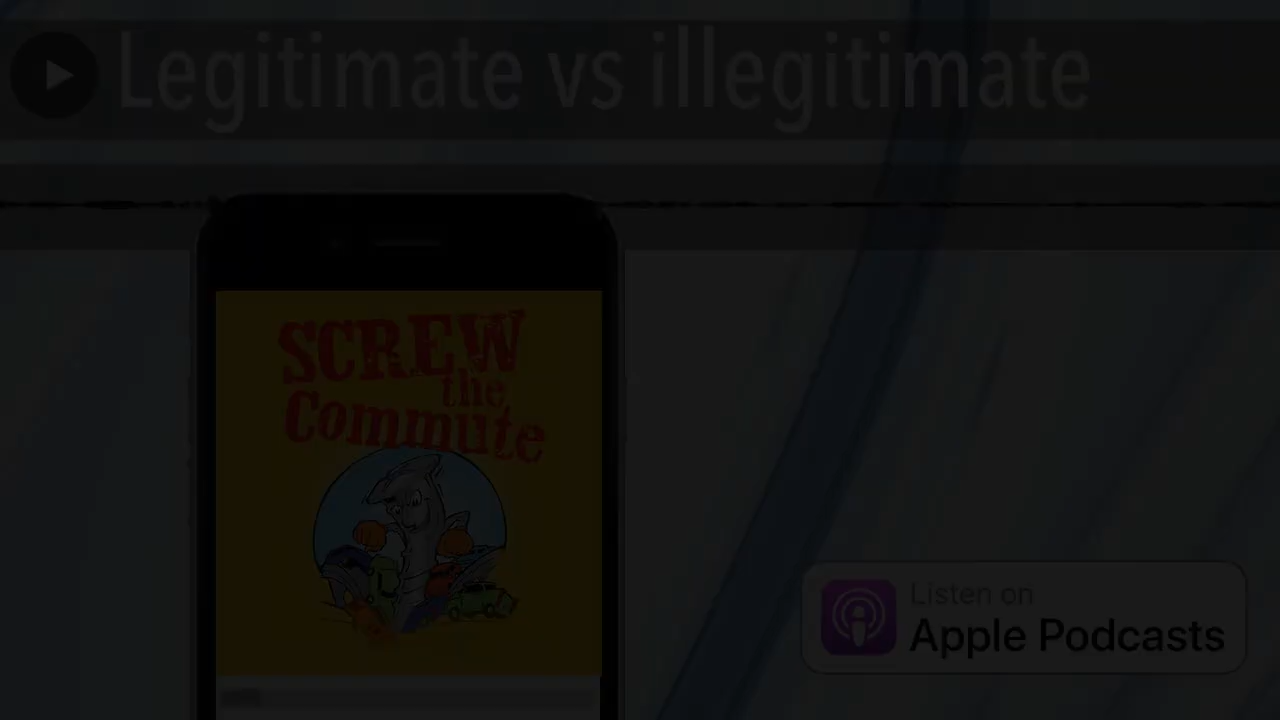 Legitimate vs illegitimate
SCREW
the
Commute
Listen on
Apple Podcasts